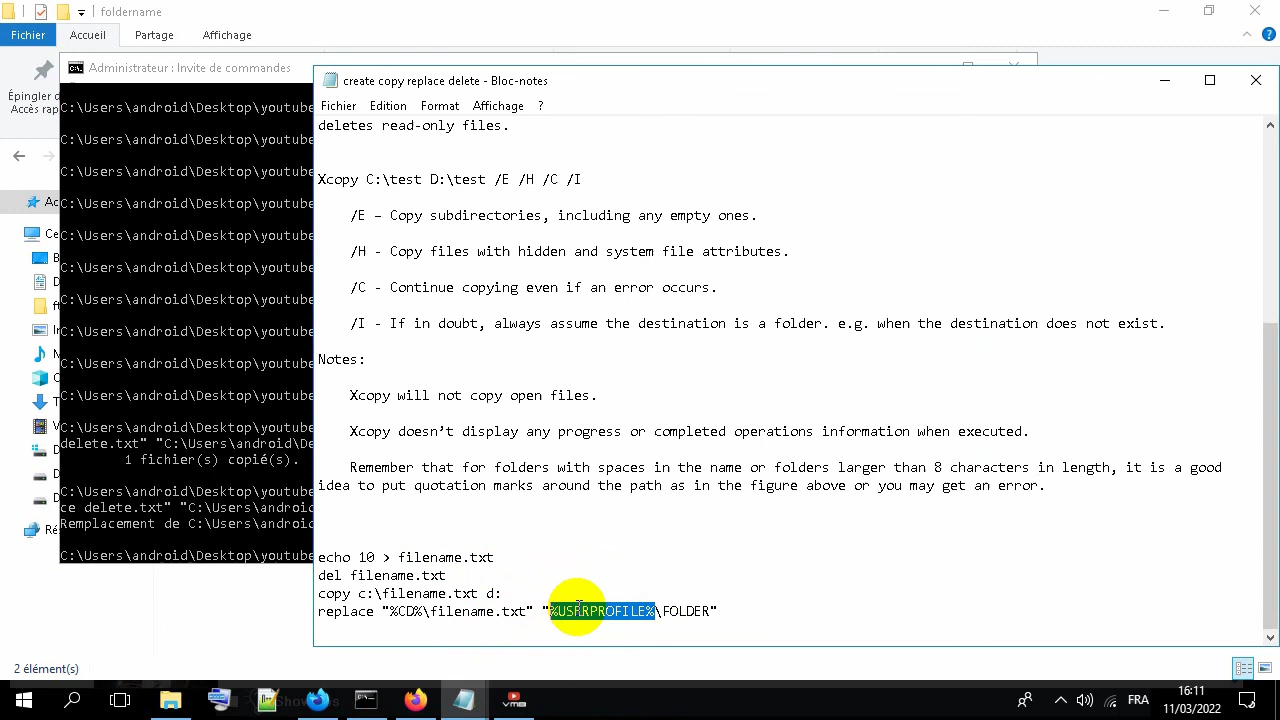 foldername
Fichier
Accueil
Partage
Affichage
Épingler d
Accès rap
Administrateur : Invite de commandes
C:\Users\android\Desktop\youtube
C:\Users\android\Desktop\youtube
C:\Users\android\Desktop\youtube
C:\Users\android\Desktop\youtube
C:\Users\android\Desktop\youtube
C:\Users\android\Desktop\youtube
C:\Users\android\Desktop\youtube
C:\Users\android\Desktop\youtube
C:\Users\android\Desktop\youtube
C:\Users\android\Desktop\youtube
C:\Users\android\Desktop\youtube
delete.txt" "C:\Users\android\De
1 fichier(s) copié(s).
C:\Users\android\Desktop\youtube
ce delete.txt" "C:\Users\android
Remplacement de C:\Users\android
C:\Users\android\Desktop\youtube
create copy replace delete - Bloc-notes
Fichier Edition Format Affichage ?
deletes read-only files.
Xcopy C:\test D:\test /E /H /C /I
/E – Copy subdirectories, including any empty ones.
/H - Copy files with hidden and system file attributes.
/C - Continue copying even if an error occurs.
/I - If in doubt, always assume the destination is a folder. e.g. when the destination does not exist.
Notes:
Xcopy will not copy open files.
Xcopy doesn't display any progress or completed operations information when executed.
Remember that for folders with spaces in the name or folders larger than 8 characters in length, it is a good
idea to put quotation marks around the path as in the figure above or you may get an error.
echo 10 > filename.txt
del filename.txt
copy c:\filename.txt d:
replace "%CD%\filename.txt" "%USRRPROFILE%\FOLDER"
2 élément(s)
FRA
16:11
11/03/2022